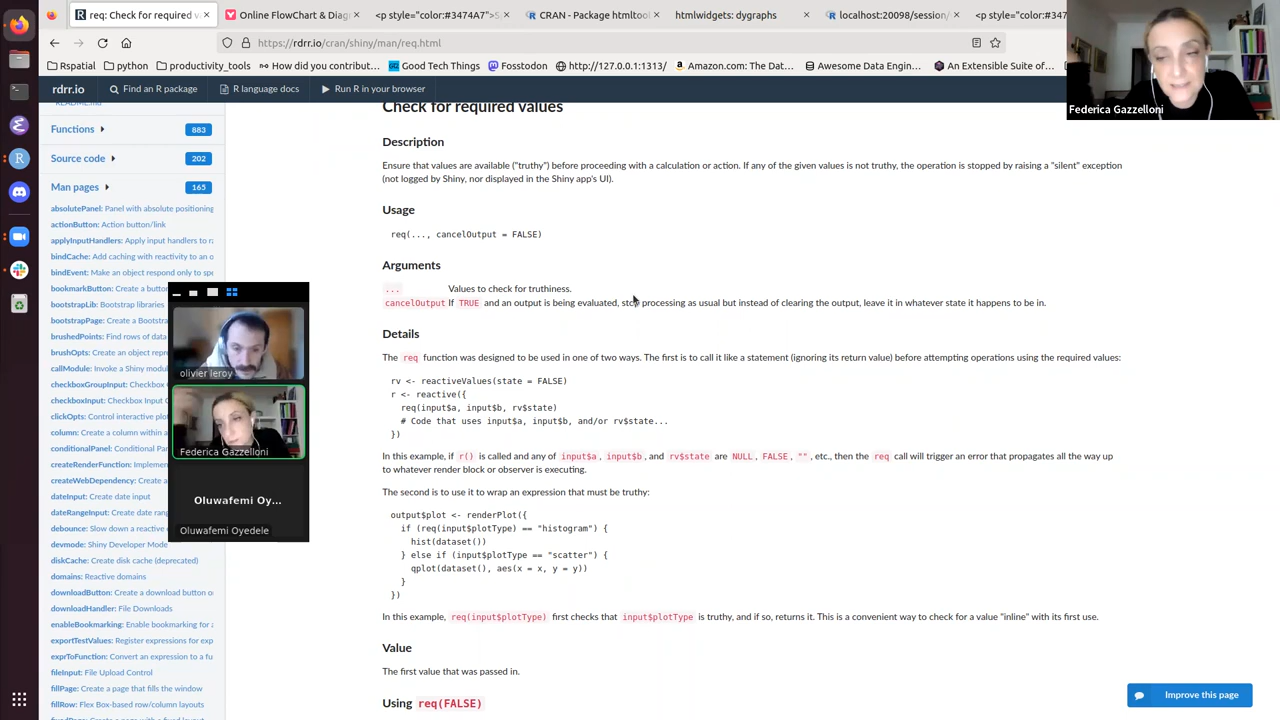 req: Check for required v
Online FlowChart & Diag
<p style="color:#3474A7">S
CRAN - Package htmltool
htmlwidgets: dygraphs
localhost:20098/session/
<p style="color:#3474
https://rdrr.io/cran/shiny/man/req.html
Rspatial
python
productivity_tools
How did you contribut...
Good Tech Things
Fosstodon
http://127.0.0.1:1313/
Amazon.com: The Dat...
Awesome Data Engin...
An Extensible Suite of...
Federica Gazzelloni
rdrr.io
Find an R package
R language docs
Run R in your browser
README.md
Functions
883
Source code
202
Man pages
165
absolutePanel: Panel with absolute positioning
actionButton: Action button/link
applyInputHandlers: Apply input handlers to r
bindCache: Add caching with reactivity to an o
bindEvent: Make an object respond only to spe
bookmarkButton: Create a button
bootstrapLib: Bootstrap libraries
bootstrapPage: Create a Bootstra
brushedPoints: Find rows of data
brushOpts: Create an object repre
callModule: Invoke a Shiny modul
checkboxGroupInput: Checkbox
checkboxInput: Checkbox Input C
clickOpts: Control interactive plo
column: Create a column within a
conditionalPanel: Conditional Pan
createRenderFunction: Implemen
createWebDependency: Create a
dateInput: Create date input
dateRangeInput: Create date rang
debounce: Slow down a reactive e
devmode: Shiny Developer Mode
diskCache: Create disk cache (deprecated)
domains: Reactive domains
downloadButton: Create a download button o
downloadHandler: File Downloads
enableBookmarking: Enable bookmarking for a
exportTestValues: Register expressions for exp
exprToFunction: Convert an expression to a fu
fileInput: File Upload Control
fillPage: Create a page that fills the window
fillRow: Flex Box-based row/column layouts
olivier leroy
Federica Gazzelloni
Oluwafemi Oy...
Oluwafemi Oyedele
Check for required values
Description
Ensure that values are available ("truthy") before proceeding with a calculation or action. If any of the given values is not truthy, the operation is stopped by raising a "silent" exception
(not logged by Shiny, nor displayed in the Shiny app's UI).
Usage
req(..., cancelOutput = FALSE)
Arguments
... Values to check for truthiness.
cancelOutput If TRUE and an output is being evaluated, stop processing as usual but instead of clearing the output, leave it in whatever state it happens to be in.
Details
The req function was designed to be used in one of two ways. The first is to call it like a statement (ignoring its return value) before attempting operations using the required values:
rv <- reactiveValues(state = FALSE)
r <- reactive({
req(input$a, input$b, rv$state)
# Code that uses input$a, input$b, and/or rv$state...
})
In this example, if r() is called and any of input$a, input$b, and rv$state are NULL, FALSE, "", etc., then the req call will trigger an error that propagates all the way up
to whatever render block or observer is executing.
The second is to use it to wrap an expression that must be truthy:
output$plot <- renderPlot({
if (req(input$plotType) == "histogram") {
hist(dataset())
} else if (input$plotType == "scatter") {
qplot(dataset(), aes(x = x, y = y))
}
})
In this example, req(input$plotType) first checks that input$plotType is truthy, and if so, returns it. This is a convenient way to check for a value "inline" with its first use.
Value
The first value that was passed in.
Using req(FALSE)
Improve this page